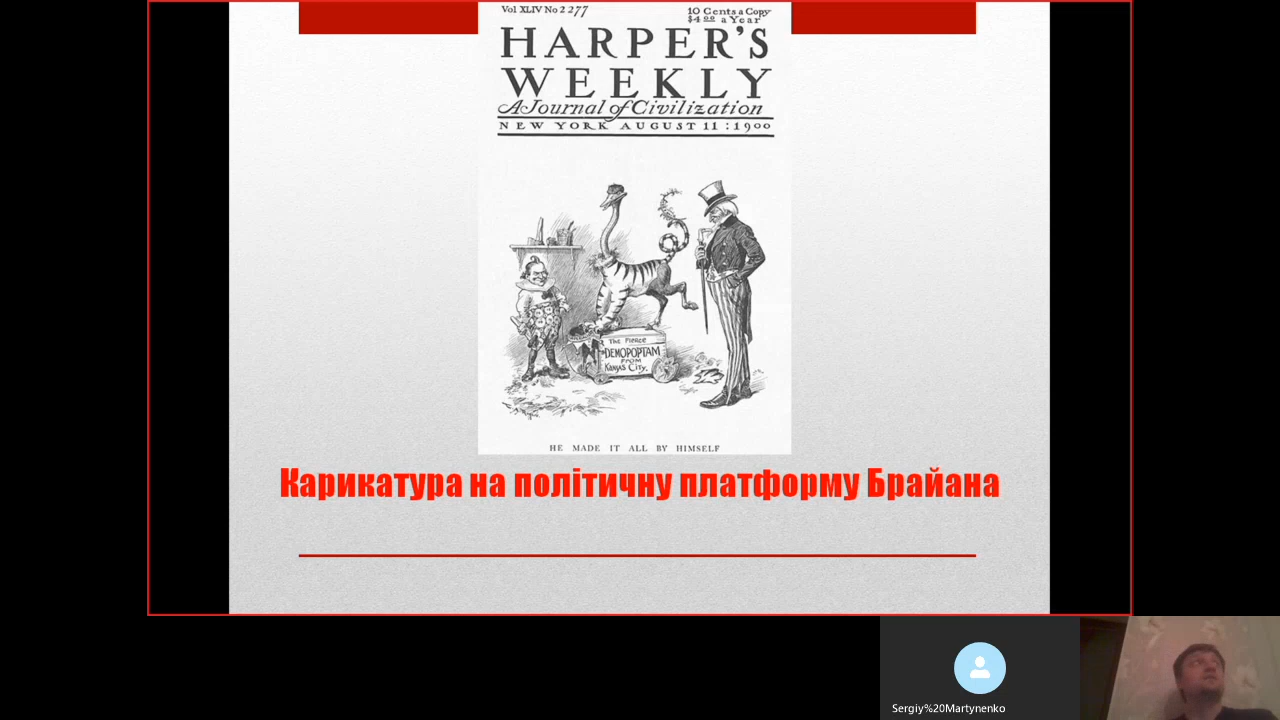 Vol XLIV No 2277
10 Cents a Copy
$4.00 a Year
HARPER'S
WEEKLY
A Journal of Civilization
NEW YORK AUGUST 11 : 1900
The Fierce
DEMOPOPTAM
FROM
KANSAS CITY.
HE MADE IT ALL BY HIMSELF
Карикатура на політичну платформу Брайана
Sergiy%20Martynenko